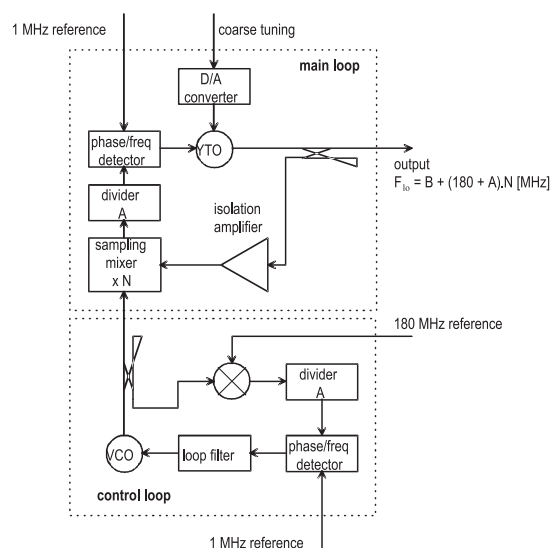 1 MHz reference
coarse tuning
main loop
D/A
converter
phase/freq
detector
YTO
output
F_lo = B + (180 + A).N [MHz]
divider
A
isolation
amplifier
sampling
mixer
x N
180 MHz reference
divider
A
VCO
loop filter
phase/freq
detector
control loop
1 MHz reference